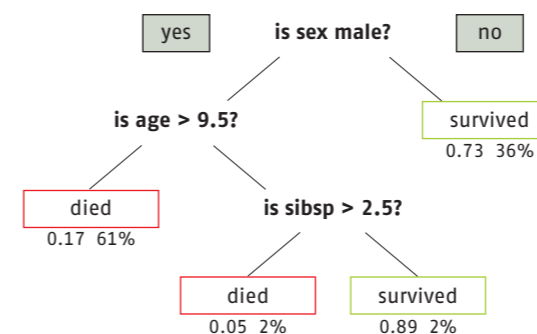 yes
is sex male?
no
is age > 9.5?
survived
0.73 36%
died
0.17 61%
is sibsp > 2.5?
died
0.05 2%
survived
0.89 2%